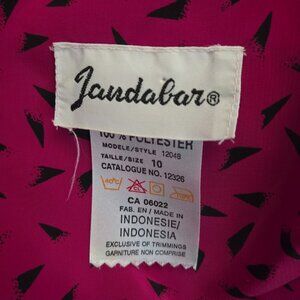 Jandabar®
100 % POLYESTER
MODELE/STYLE 12048
TAILLE/SIZE 10
CATALOGUE NO. 12326
40°C
CA 06022
FAB. EN / MADE IN
INDONESIE/
INDONESIA
EXCLUSIVE OF TRIMMINGS
GARNITURE NON COMPRISE